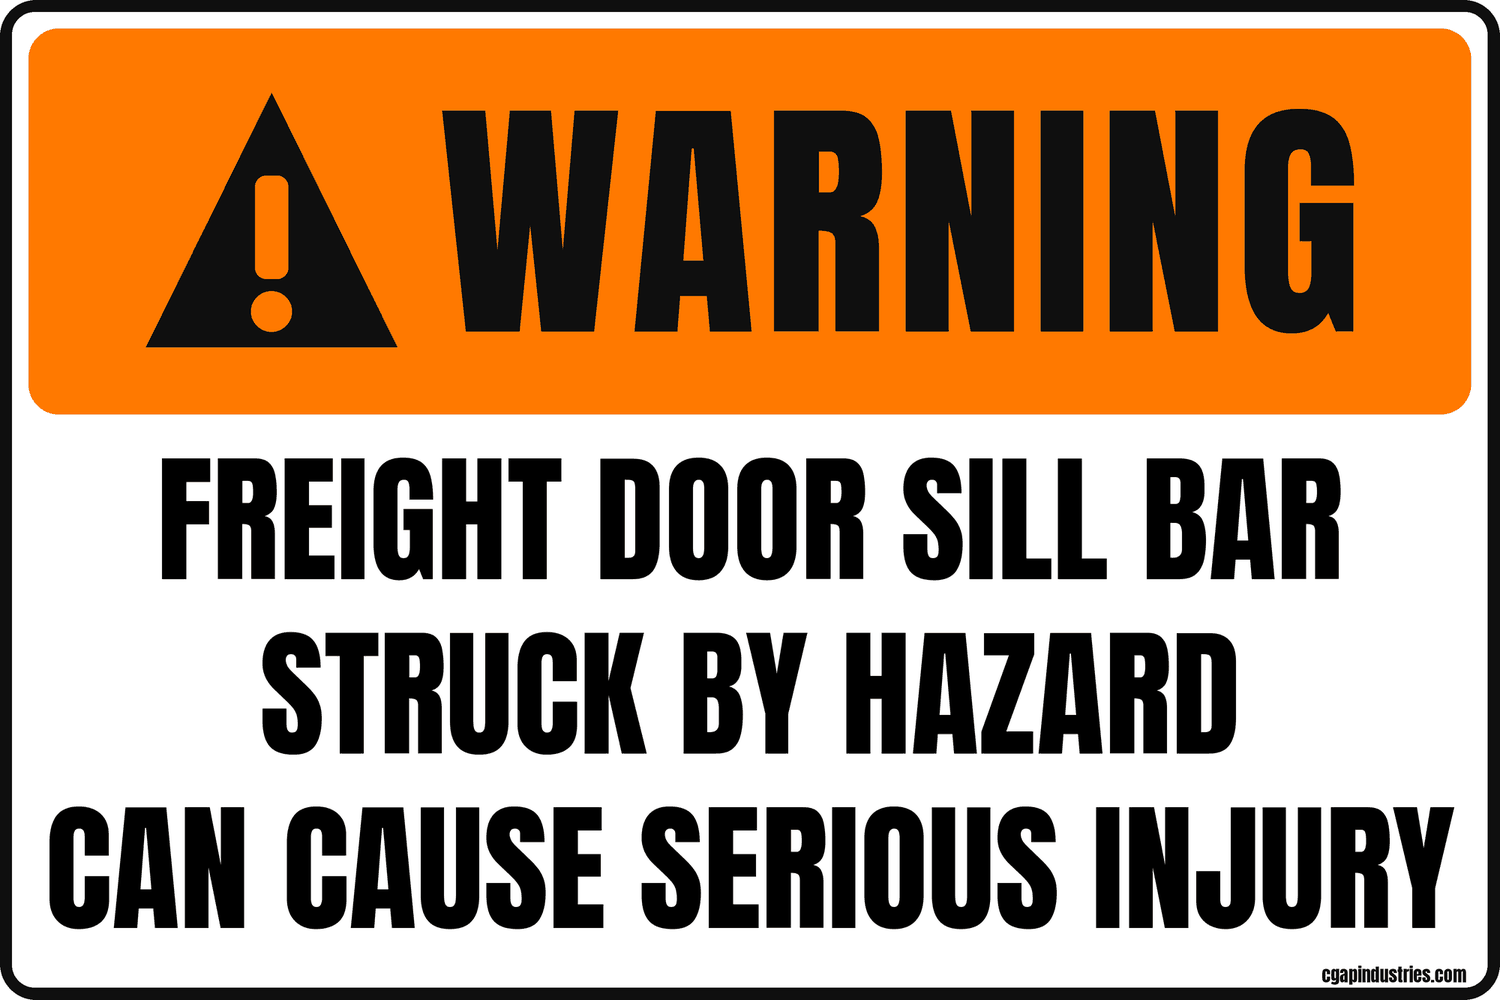 WARNING
FREIGHT DOOR SILL BAR
STRUCK BY HAZARD
CAN CAUSE SERIOUS INJURY
cgapindustries.com